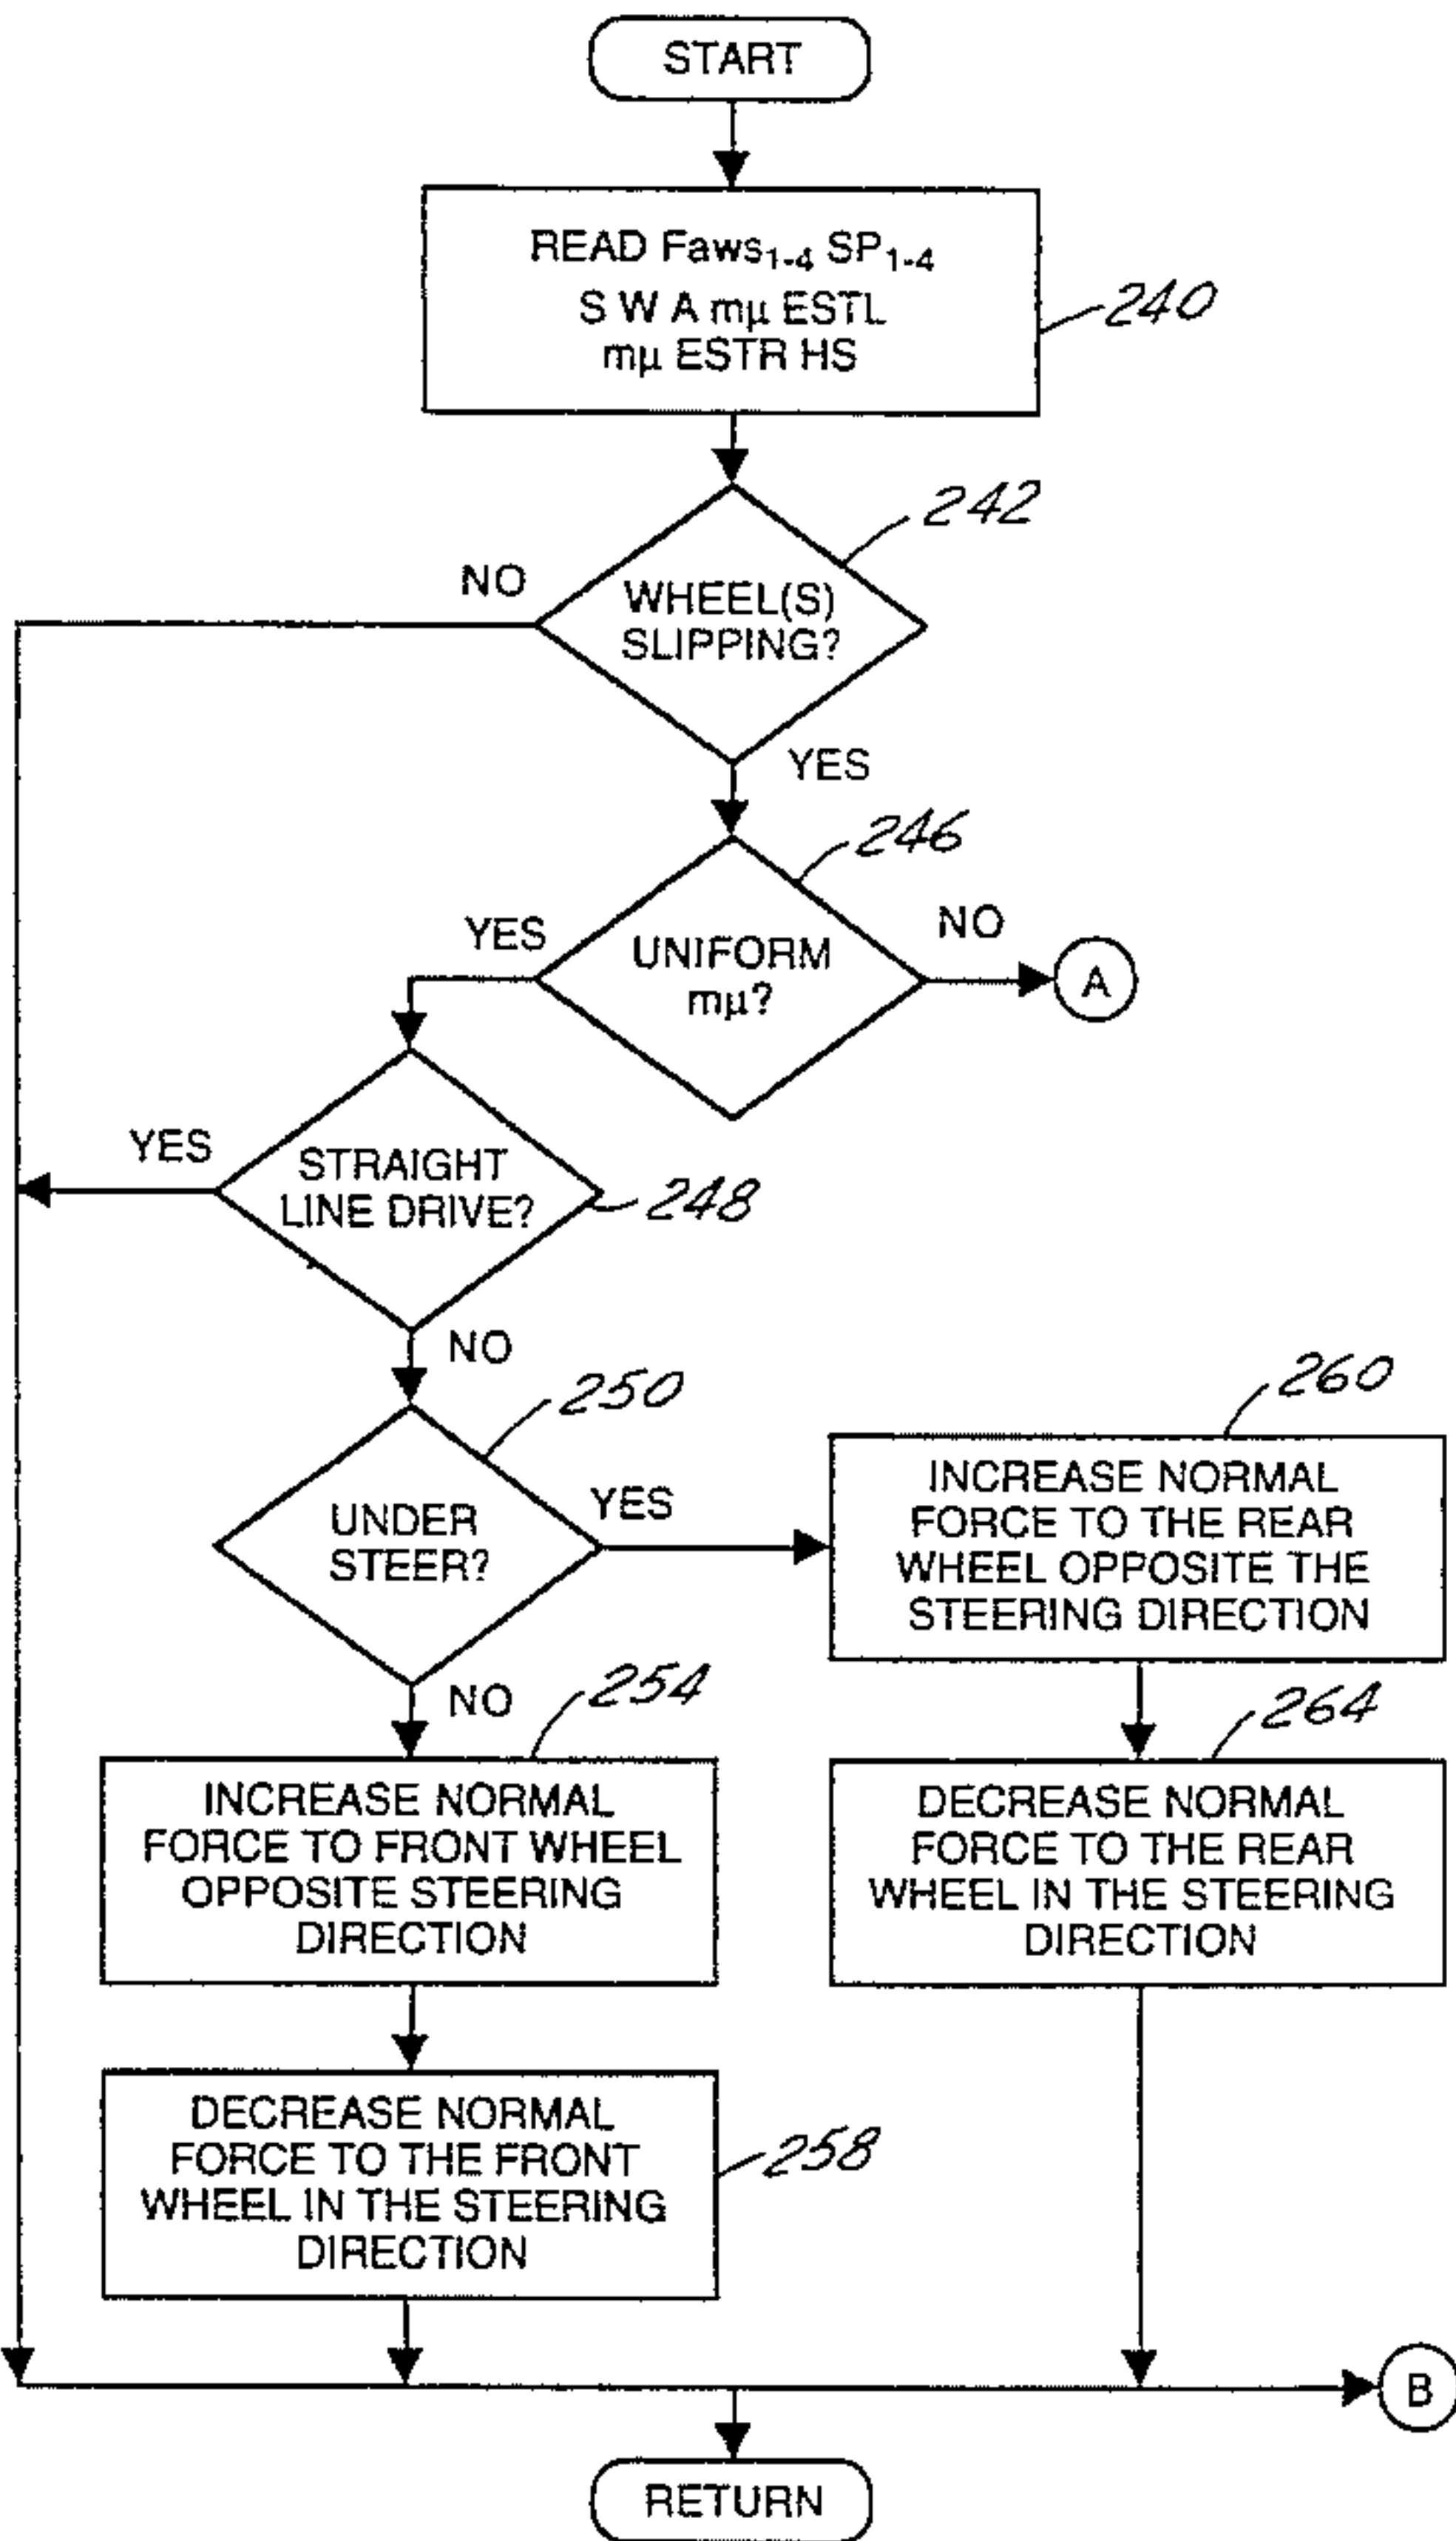 START
READ Faws1-4 SP1-4
S W A mµ ESTL
mµ ESTR HS
240
242
NO
WHEEL(S)
SLIPPING?
YES
246
YES
UNIFORM
mµ?
NO
A
YES
STRAIGHT
LINE DRIVE?
248
NO
250
UNDER
STEER?
YES
260
INCREASE NORMAL
FORCE TO THE REAR
WHEEL OPPOSITE THE
STEERING DIRECTION
NO
254
INCREASE NORMAL
FORCE TO FRONT WHEEL
OPPOSITE STEERING
DIRECTION
264
DECREASE NORMAL
FORCE TO THE REAR
WHEEL IN THE STEERING
DIRECTION
DECREASE NORMAL
FORCE TO THE FRONT
WHEEL IN THE STEERING
DIRECTION
258
B
RETURN